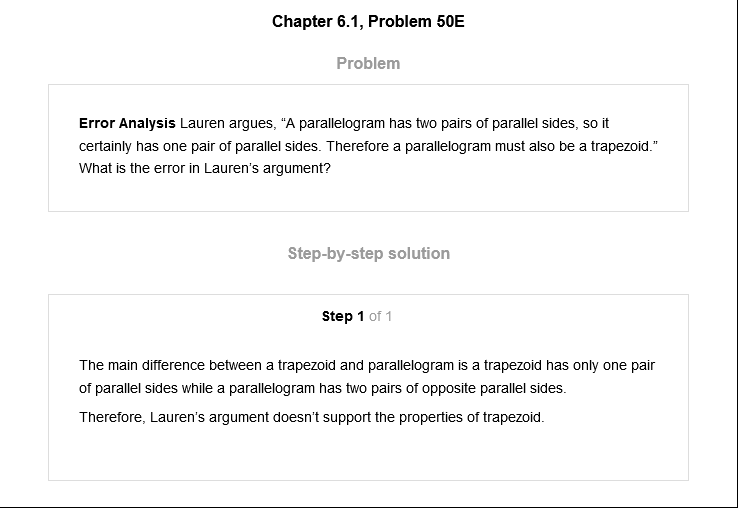 Chapter 6.1, Problem 50E
Problem
Error Analysis Lauren argues, “A parallelogram has two pairs of parallel sides, so it
certainly has one pair of parallel sides. Therefore a parallelogram must also be a trapezoid.”
What is the error in Lauren’s argument?
Step-by-step solution
Step 1 of 1
The main difference between a trapezoid and parallelogram is a trapezoid has only one pair
of parallel sides while a parallelogram has two pairs of opposite parallel sides.
Therefore, Lauren’s argument doesn’t support the properties of trapezoid.